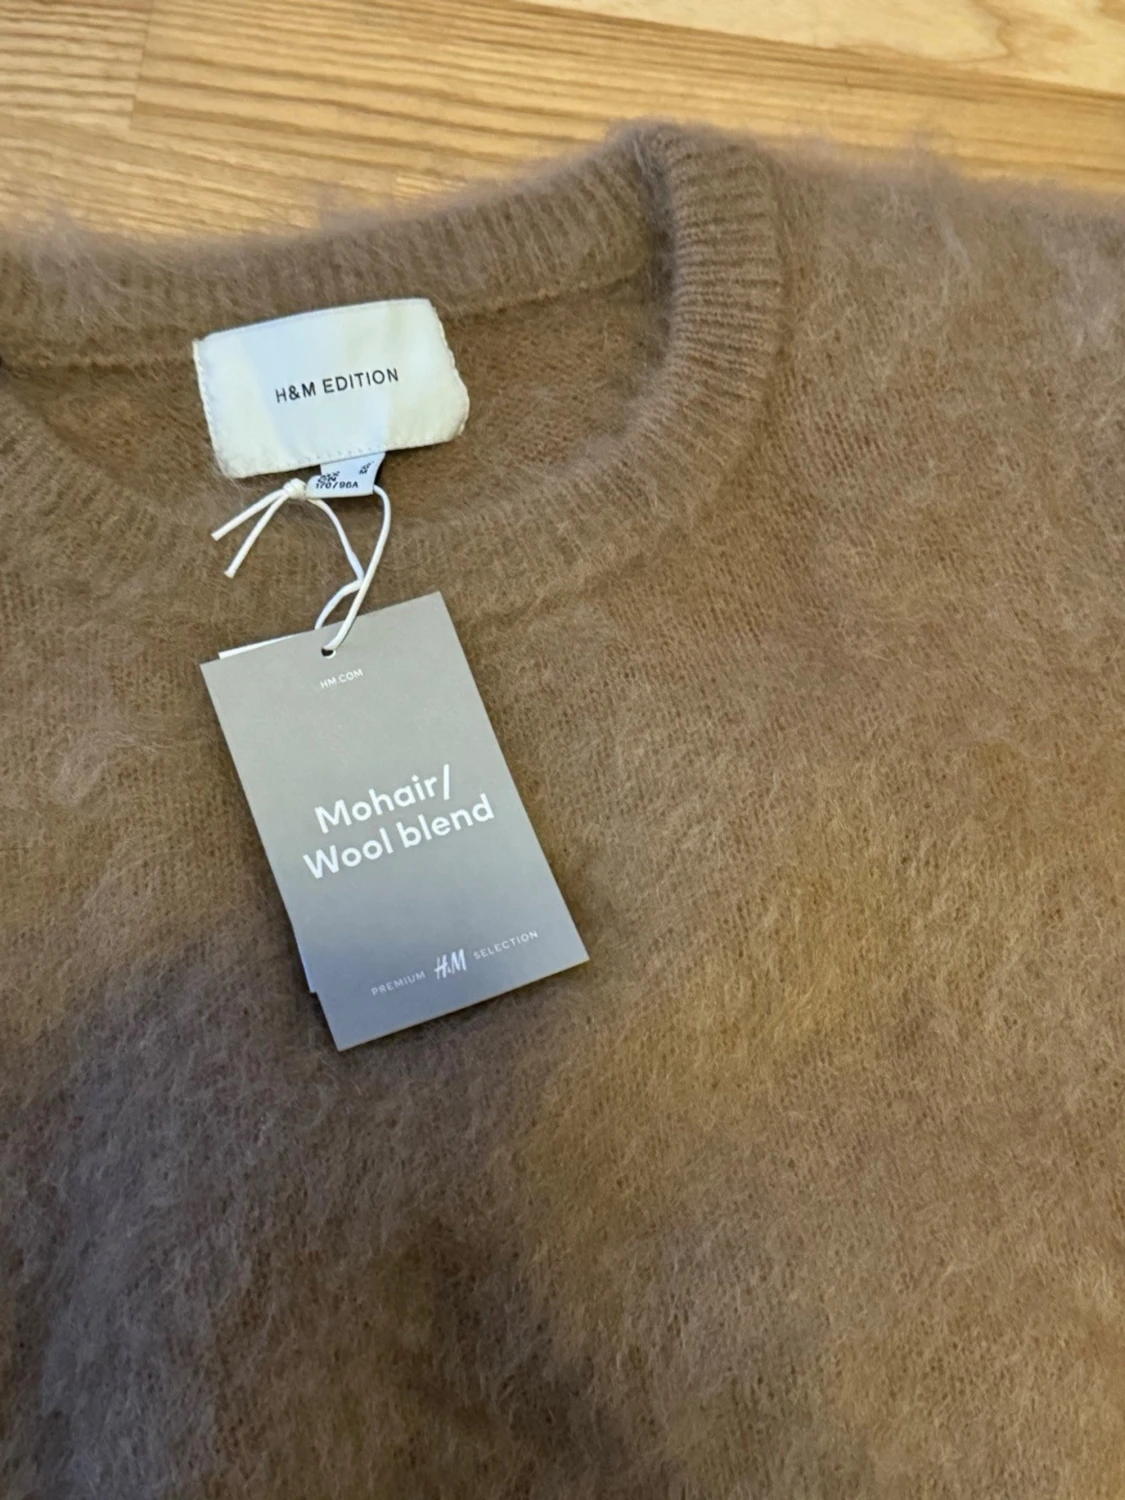 H&M EDITION
M
170/96A
HM.COM
Mohair/
Wool blend
PREMIUM H&M SELECTION